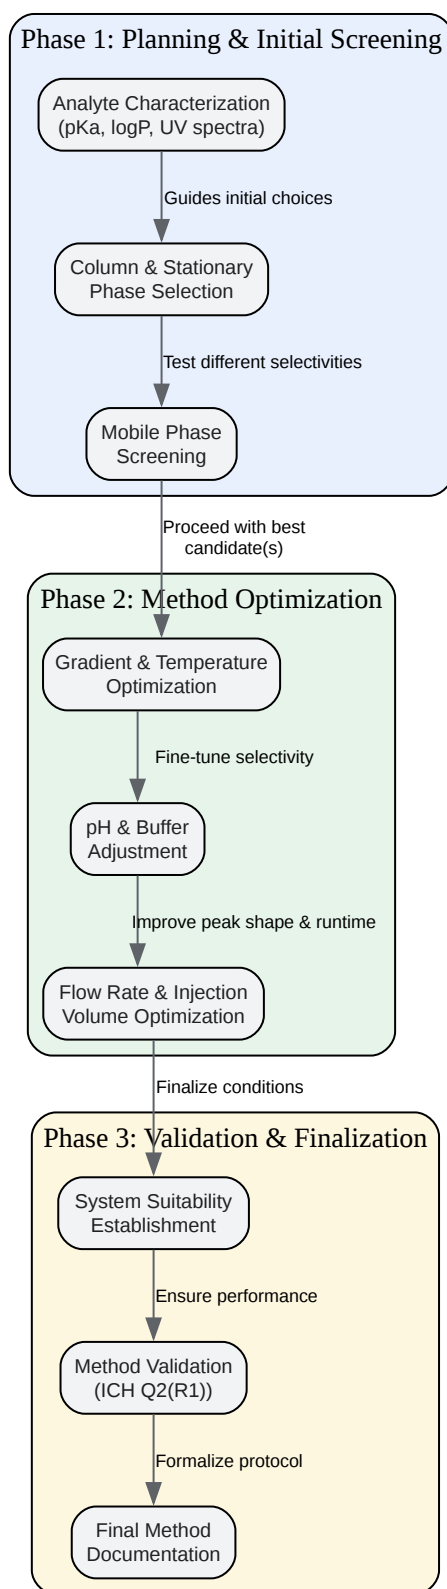 Phase 1: Planning & Initial Screening
Analyte Characterization
(pKa, logP, UV spectra)
Guides initial choices
Column & Stationary
Phase Selection
Test different selectivities
Mobile Phase
Screening
Proceed with best
candidate(s)
Phase 2: Method Optimization
Gradient & Temperature
Optimization
Fine-tune selectivity
pH & Buffer
Adjustment
Improve peak shape & runtime
Flow Rate & Injection
Volume Optimization
Finalize conditions
Phase 3: Validation & Finalization
System Suitability
Establishment
Ensure performance
Method Validation
(ICH Q2(R1))
Formalize protocol
Final Method
Documentation